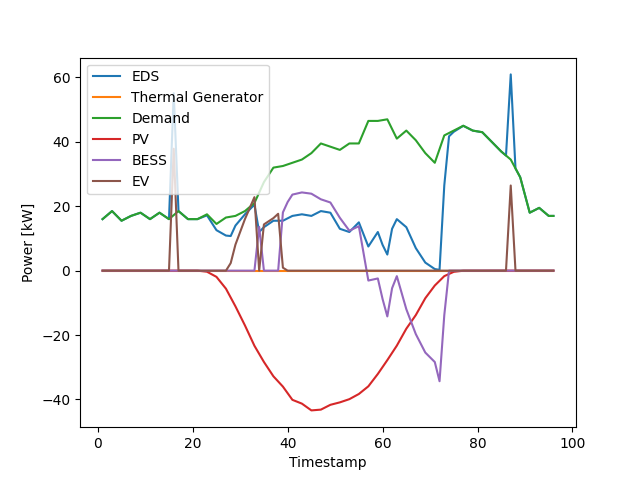 EDS
Thermal Generator
Demand
PV
BESS
EV
Power [kW]
60
40
20
0
−20
−40
0 20 40 60 80 100
Timestamp